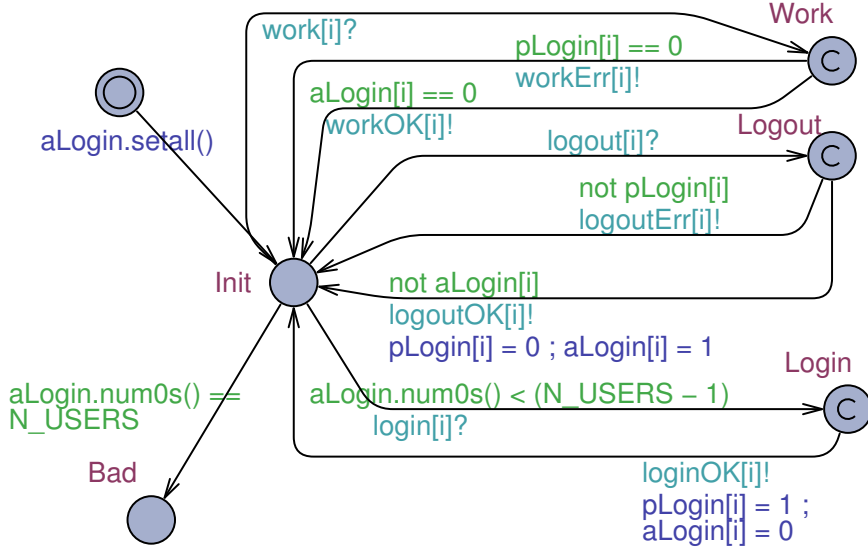 Work
work[i]?
pLogin[i] == 0
workErr[i]!
aLogin[i] == 0
workOK[i]!
aLogin.setall()
Logout
C
logout[i]?
C
not pLogin[i]
logoutErr[i]!
Init
not aLogin[i]
logoutOK[i]!
pLogin[i] = 0 ; aLogin[i] = 1
Login
aLogin.num0s() ==
N_USERS
aLogin.num0s() < (N_USERS − 1)
login[i]?
C
Bad
loginOK[i]!
pLogin[i] = 1 ;
aLogin[i] = 0